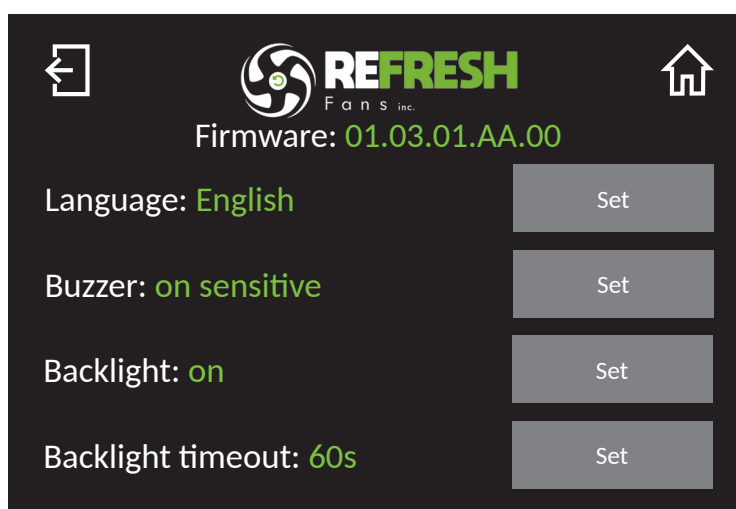 REFRESH
Fans inc.
Firmware: 01.03.01.AA.00
Language: English
Set
Buzzer: on sensitive
Set
Backlight: on
Set
Backlight timeout: 60s
Set